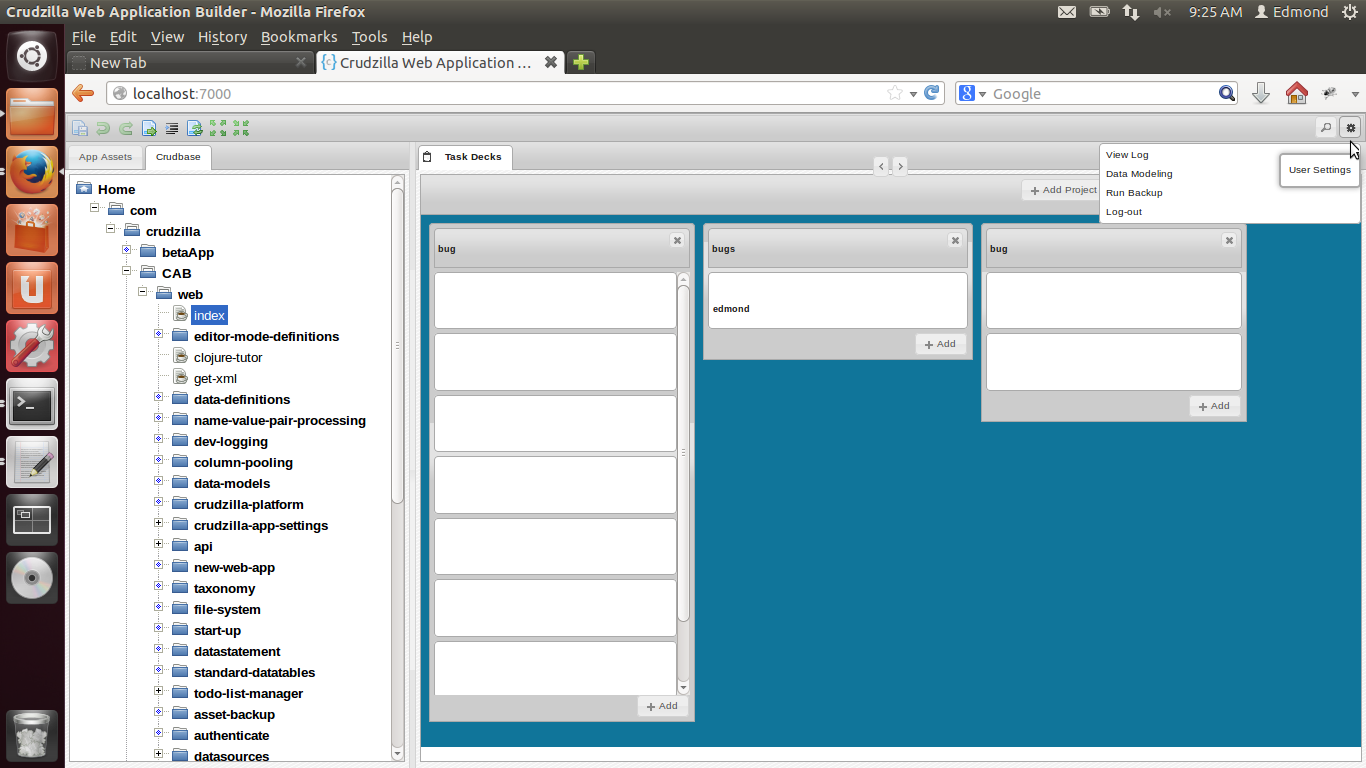 Crudzilla Web Application Builder - Mozilla Firefox
9:25 AM
Edmond
File Edit View History Bookmarks Tools Help
New Tab
{c} Crudzilla Web Application ...
localhost:7000
8
Google
App Assets
Crudbase
Task Decks
View Log
Data Modeling
Run Backup
Log-out
User Settings
+ Add Project
Home
com
crudzilla
betaApp
CAB
web
index
editor-mode-definitions
clojure-tutor
get-xml
data-definitions
name-value-pair-processing
dev-logging
column-pooling
data-models
crudzilla-platform
crudzilla-app-settings
api
new-web-app
taxonomy
file-system
start-up
datastatement
standard-datatables
todo-list-manager
asset-backup
authenticate
datasources
bug
+ Add
bugs
edmond
+ Add
bug
+ Add